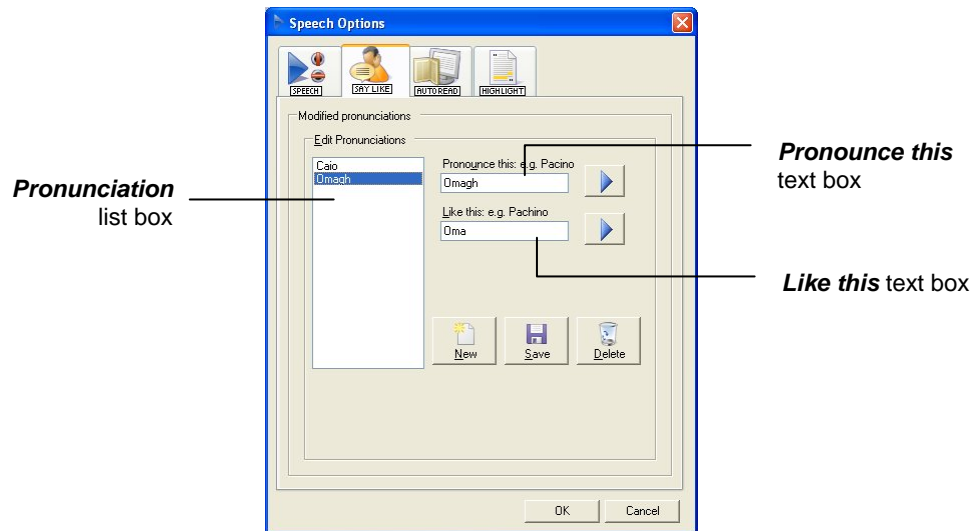 Speech Options
SPEECH
SAY LIKE
AUTOREAD
HIGHLIGHT
Modified pronunciations
Edit Pronunciations
Caio
Omagh
Pronounce this: e.g. Pacino
Omagh
Like this: e.g. Pachino
Oma
New
Save
Delete
OK
Cancel
Pronunciation
list box
Pronounce this
text box
Like this text box